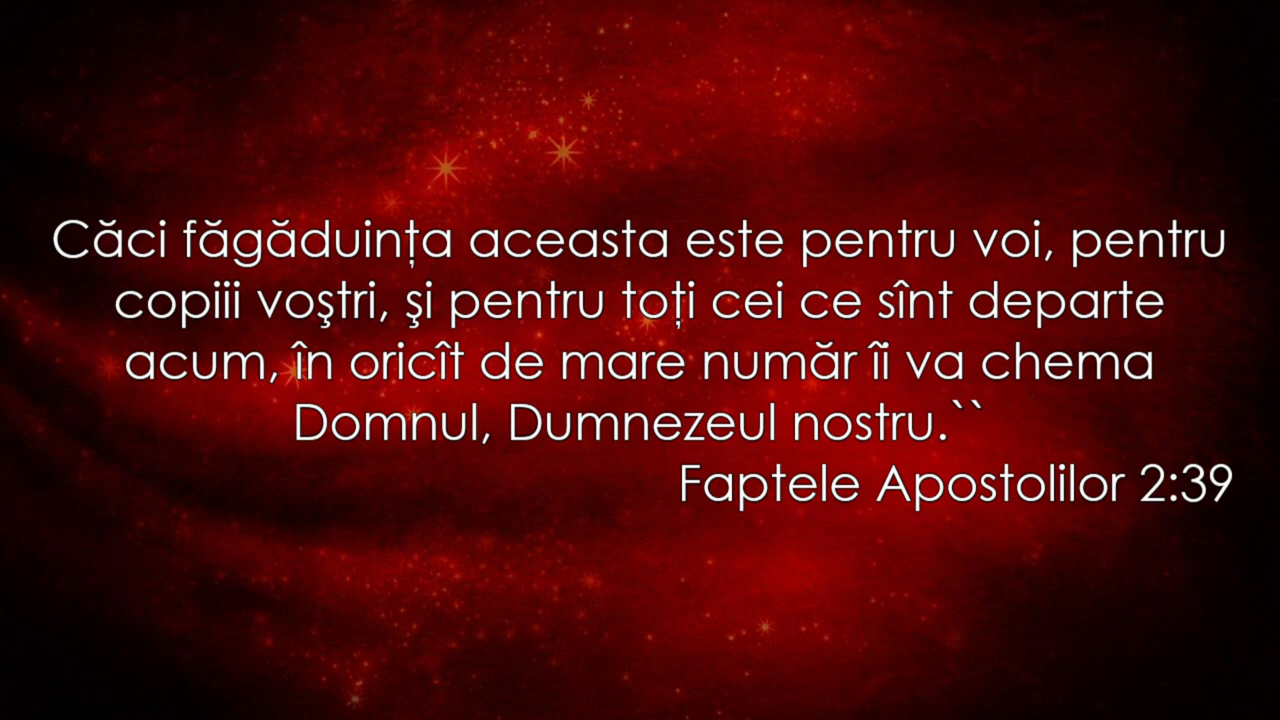 Căci făgăduința aceasta este pentru voi, pentru
copiii voştri, şi pentru toți cei ce sînt departe
acum, în oricît de mare număr îi va chema
Domnul, Dumnezeul nostru.``
Faptele Apostolilor 2:39